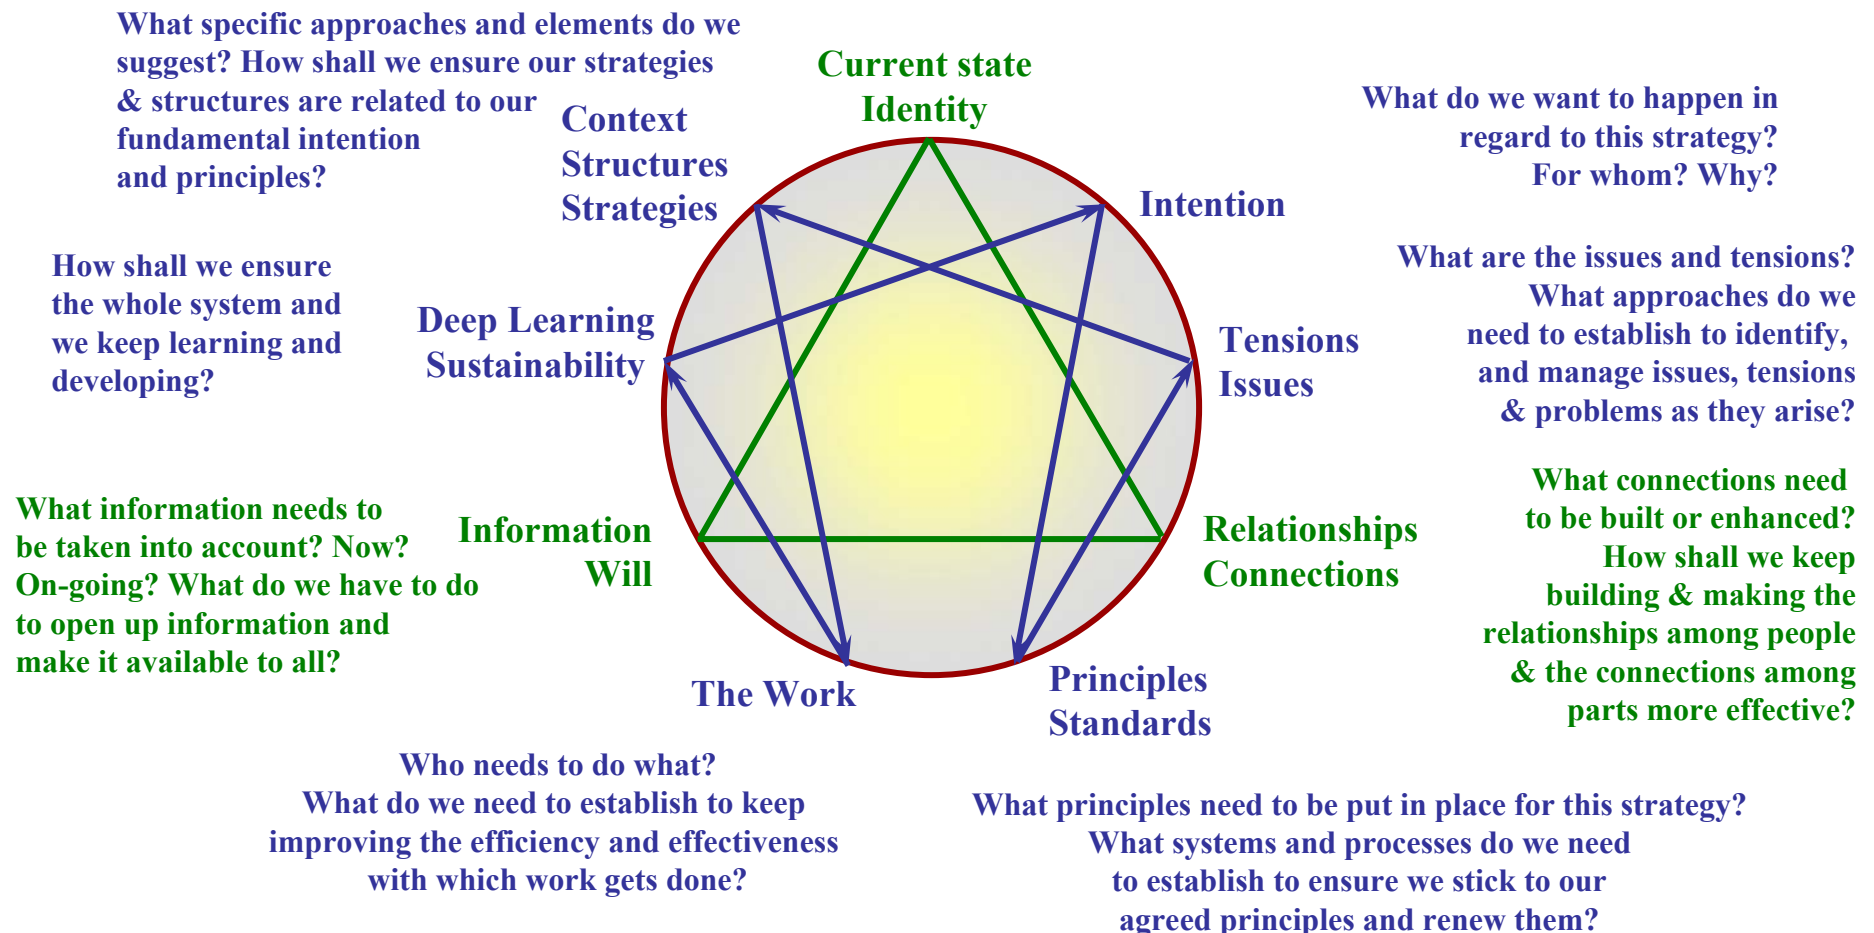 What specific approaches and elements do we
suggest? How shall we ensure our strategies
& structures are related to our
fundamental intention
and principles?
Context
Structures
Strategies
Current state
Identity
What do we want to happen in
regard to this strategy?
For whom? Why?
Intention
What are the issues and tensions?
What approaches do we
need to establish to identify,
and manage issues, tensions
& problems as they arise?
Tensions
Issues
How shall we ensure
the whole system and
we keep learning and
developing?
Deep Learning
Sustainability
What information needs to
be taken into account? Now?
On-going? What do we have to do
to open up information and
make it available to all?
Information
Will
Relationships
Connections
What connections need
to be built or enhanced?
How shall we keep
building & making the
relationships among people
& the connections among
parts more effective?
The Work
Who needs to do what?
What do we need to establish to keep
improving the efficiency and effectiveness
with which work gets done?
Principles
Standards
What principles need to be put in place for this strategy?
What systems and processes do we need
to establish to ensure we stick to our
agreed principles and renew them?